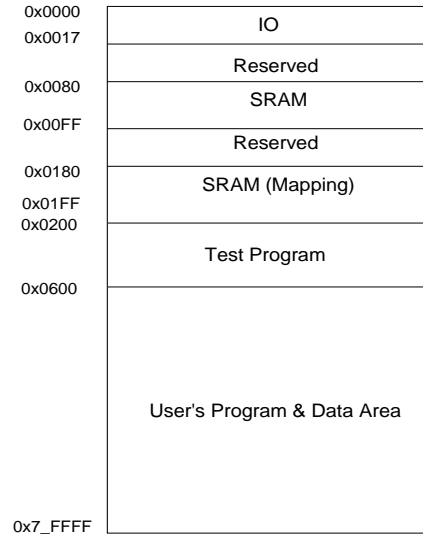 0x0000
IO
0x0017
Reserved
0x0080
SRAM
0x00FF
Reserved
0x0180
SRAM (Mapping)
0x01FF
0x0200
Test Program
0x0600
User's Program & Data Area
0x7_FFFF